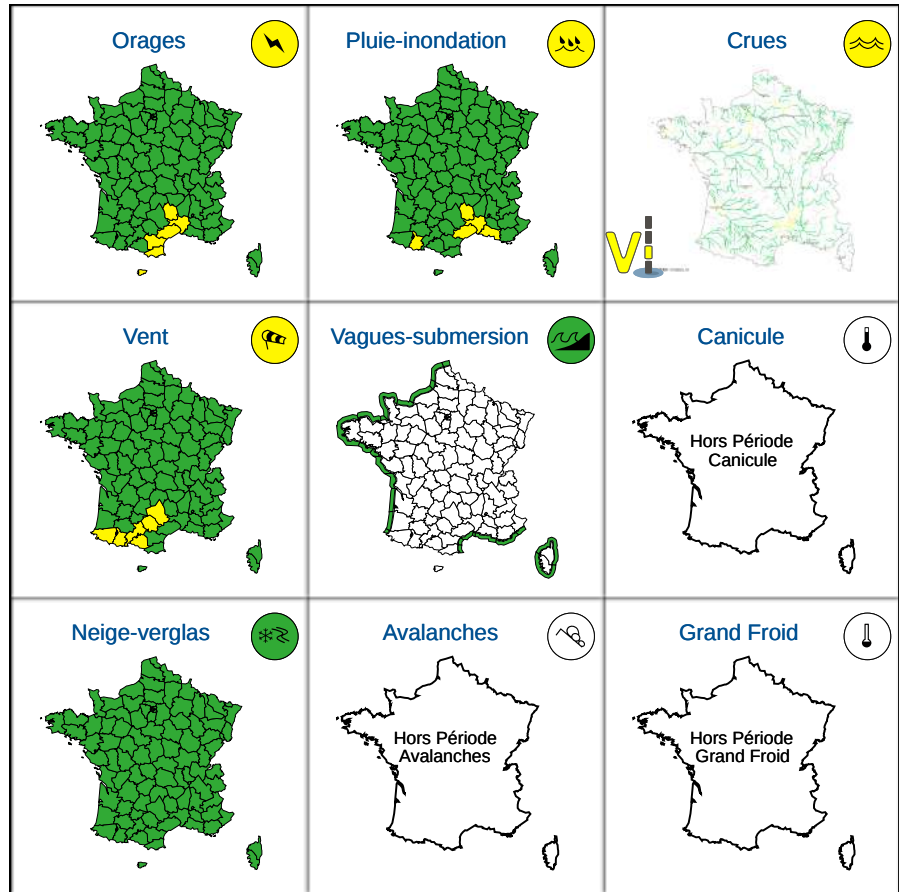 Orages
Pluie-inondation
Crues
Vi
Vent
Vagues-submersion
Canicule
Hors Période
Canicule
Neige-verglas
Avalanches
Grand Froid
Hors Période
Avalanches
Hors Période
Grand Froid